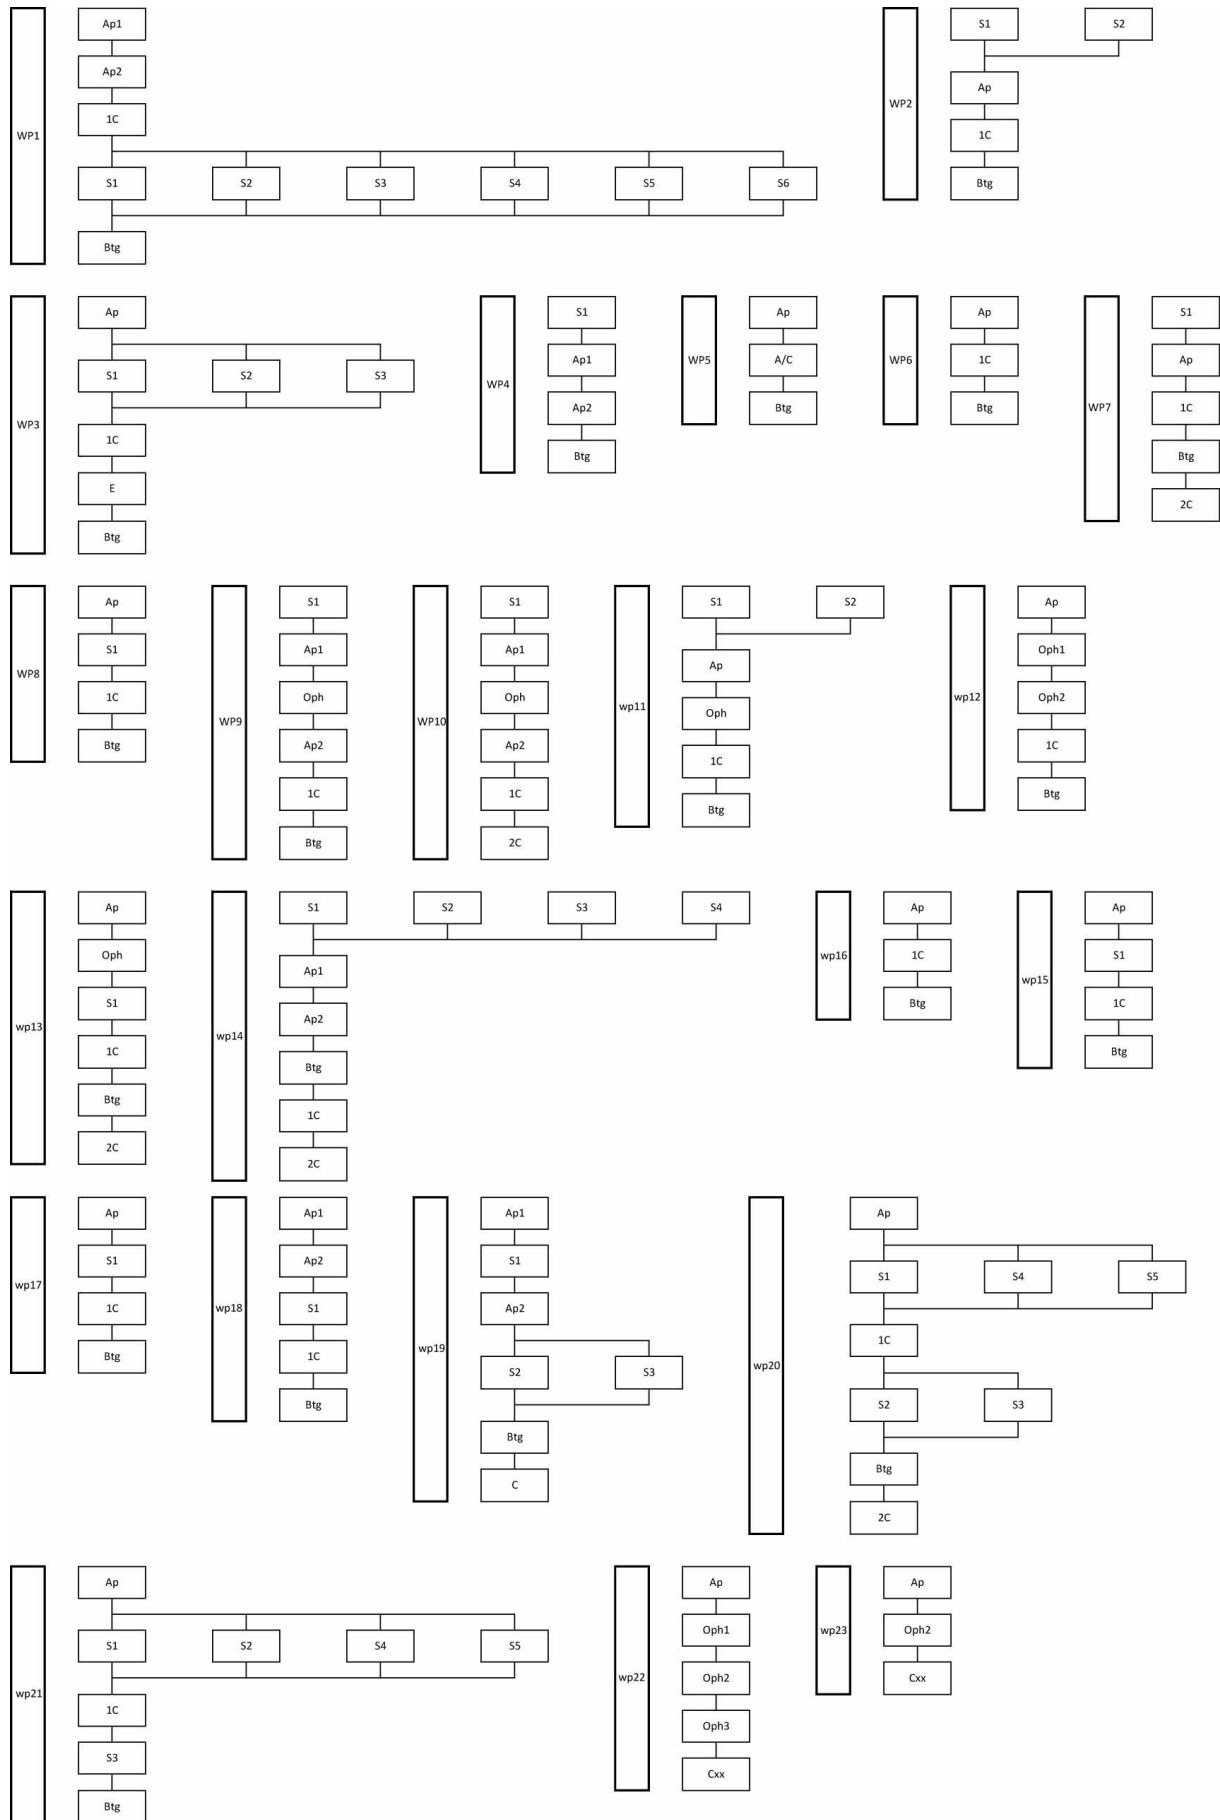 WP1
Ap1
Ap2
1C
S1 S2 S3 S4 S5 S6
Btg
WP2
S1 S2
Ap
1C
Btg
WP3
Ap
S1 S2 S3
1C
E
Btg
WP4
S1
Ap1
Ap2
Btg
WP5
Ap
A/C
Btg
WP6
Ap
1C
Btg
WP7
S1
Ap
1C
Btg
2C
WP8
Ap
S1
1C
Btg
WP9
S1
Ap1
Oph
Ap2
1C
Btg
WP10
S1
Ap1
Oph
Ap2
1C
2C
wp11
S1 S2
Ap
Oph
1C
Btg
wp12
Ap
Oph1
Oph2
1C
Btg
wp13
Ap
Oph
S1
1C
Btg
2C
wp14
S1 S2 S3 S4
Ap1
Ap2
Btg
1C
2C
wp16
Ap
1C
Btg
wp15
Ap
S1
1C
Btg
wp17
Ap
S1
1C
Btg
wp18
Ap1
Ap2
S1
1C
Btg
wp19
Ap1
S1
Ap2
S2 S3
Btg
C
wp20
Ap
S1 S4 S5
1C
S2 S3
Btg
2C
wp21
Ap
S1 S2 S4 S5
1C
S3
Btg
wp22
Ap
Oph1
Oph2
Oph3
Cxx
wp23
Ap
Oph2
Cxx